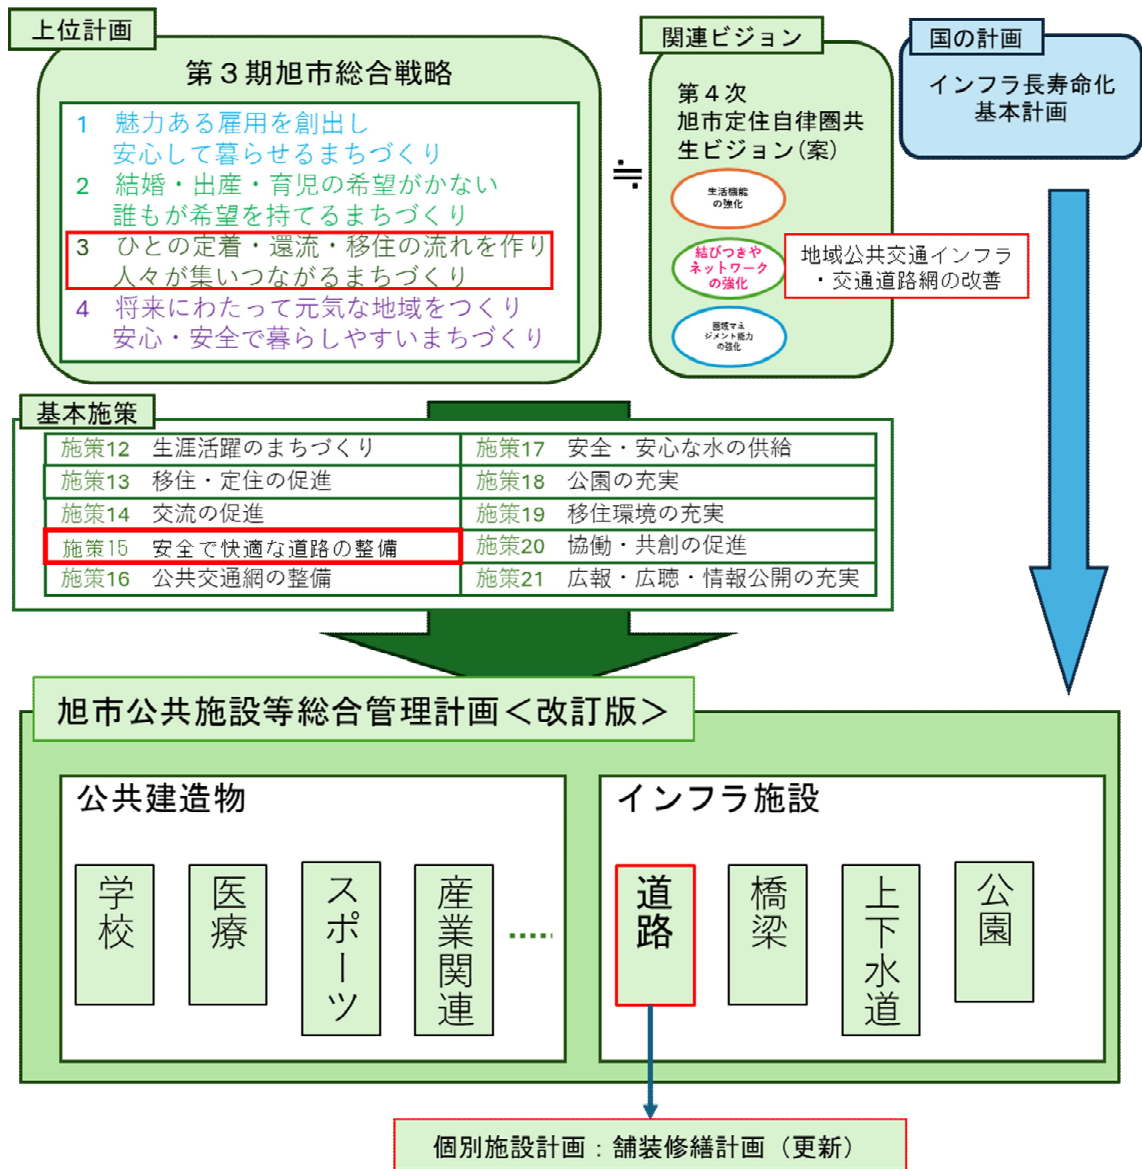 上位計画
第3期旭市総合戦略
1 魅力ある雇用を創出し
安心して暮らせるまちづくり
2 結婚・出産・育児の希望がかない
誰もが希望を持てるまちづくり
3 ひとの定着・還流・移住の流れを作り
人々が集いつながるまちづくり
4 将来にわたって元気な地域をつくり
安心・安全で暮らしやすいまちづくり
≒
関連ビジョン
第4次
旭市定住自律圏共
生ビジョン(案)
生活機能
の強化
結びつきや
ネットワーク
の強化
圏域マネ
ジメント能力
の強化
地域公共交通インフラ
・交通道路網の改善
国の計画
インフラ長寿命化
基本計画
基本施策
施策12 生涯活躍のまちづくり
施策13 移住・定住の促進
施策14 交流の促進
施策15 安全で快適な道路の整備
施策16 公共交通網の整備
施策17 安全・安心な水の供給
施策18 公園の充実
施策19 移住環境の充実
施策20 協働・共創の促進
施策21 広報・広聴・情報公開の充実
旭市公共施設等総合管理計画＜改訂版＞
公共建造物
学校
医療
スポーツ
産業関連
……
インフラ施設
道路
橋梁
上下水道
公園
個別施設計画：舗装修繕計画（更新）